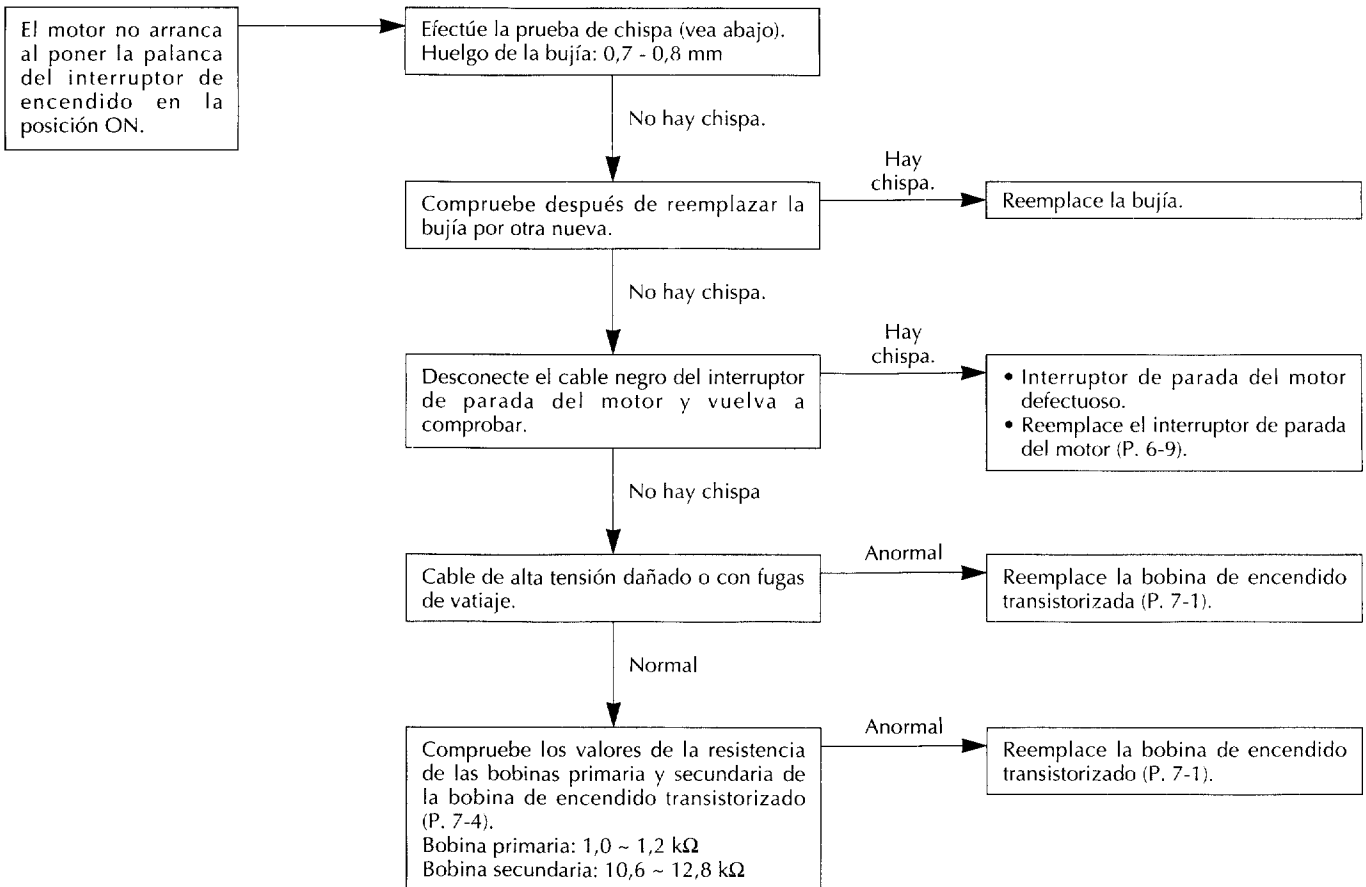 El motor no arranca
al poner la palanca
del interruptor de
encendido en la
posición ON.
Efectúe la prueba de chispa (vea abajo).
Huelgo de la bujía: 0,7 - 0,8 mm
No hay chispa.
Compruebe después de reemplazar la
bujía por otra nueva.
Hay
chispa.
Reemplace la bujía.
No hay chispa.
Desconecte el cable negro del interruptor
de parada del motor y vuelva a
comprobar.
Hay
chispa.
• Interruptor de parada del motor
defectuoso.
• Reemplace el interruptor de parada
del motor (P. 6-9).
No hay chispa
Cable de alta tensión dañado o con fugas
de vatiaje.
Anormal
Reemplace la bobina de encendido
transistorizada (P. 7-1).
Normal
Compruebe los valores de la resistencia
de las bobinas primaria y secundaria de
la bobina de encendido transistorizado
(P. 7-4).
Bobina primaria: 1,0 ~ 1,2 kΩ
Bobina secundaria: 10,6 ~ 12,8 kΩ
Anormal
Reemplace la bobina de encendido
transistorizado (P. 7-1).